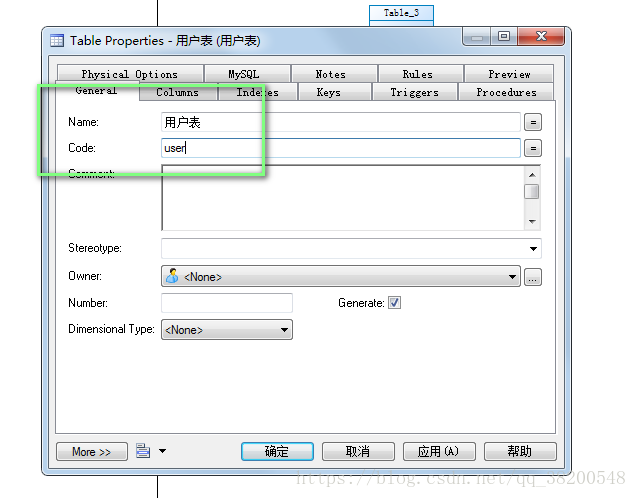 Table_3
Table Properties - 用户表 (用户表)
Physical Options MySQL Notes Rules Preview
General Columns Indexes Keys Triggers Procedures
Name: 用户表 =
Code: user =
Comment:
Stereotype:
Owner: <None> ...
Number: Generate:
Dimensional Type: <None>
More >> 确定 取消 应用(A) 帮助
https://blog.csdn.net/qq_38200548